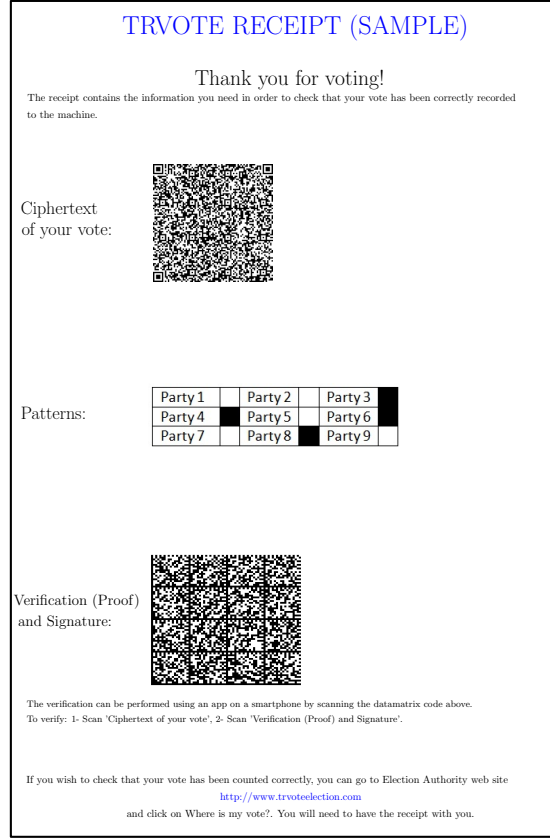 TRVOTE RECEIPT (SAMPLE)
Thank you for voting!
The receipt contains the information you need in order to check that your vote has been correctly recorded
to the machine.
Ciphertext
of your vote:
Patterns:
Party 1 Party 2 Party 3
Party 4 Party 5 Party 6
Party 7 Party 8 Party 9
Verification (Proof)
and Signature:
The verification can be performed using an app on a smartphone by scanning the datamatrix code above.
To verify: 1- Scan 'Ciphertext of your vote', 2- Scan 'Verification (Proof) and Signature'.
If you wish to check that your vote has been counted correctly, you can go to Election Authority web site
http://www.trvoteelection.com
and click on Where is my vote?. You will need to have the receipt with you.